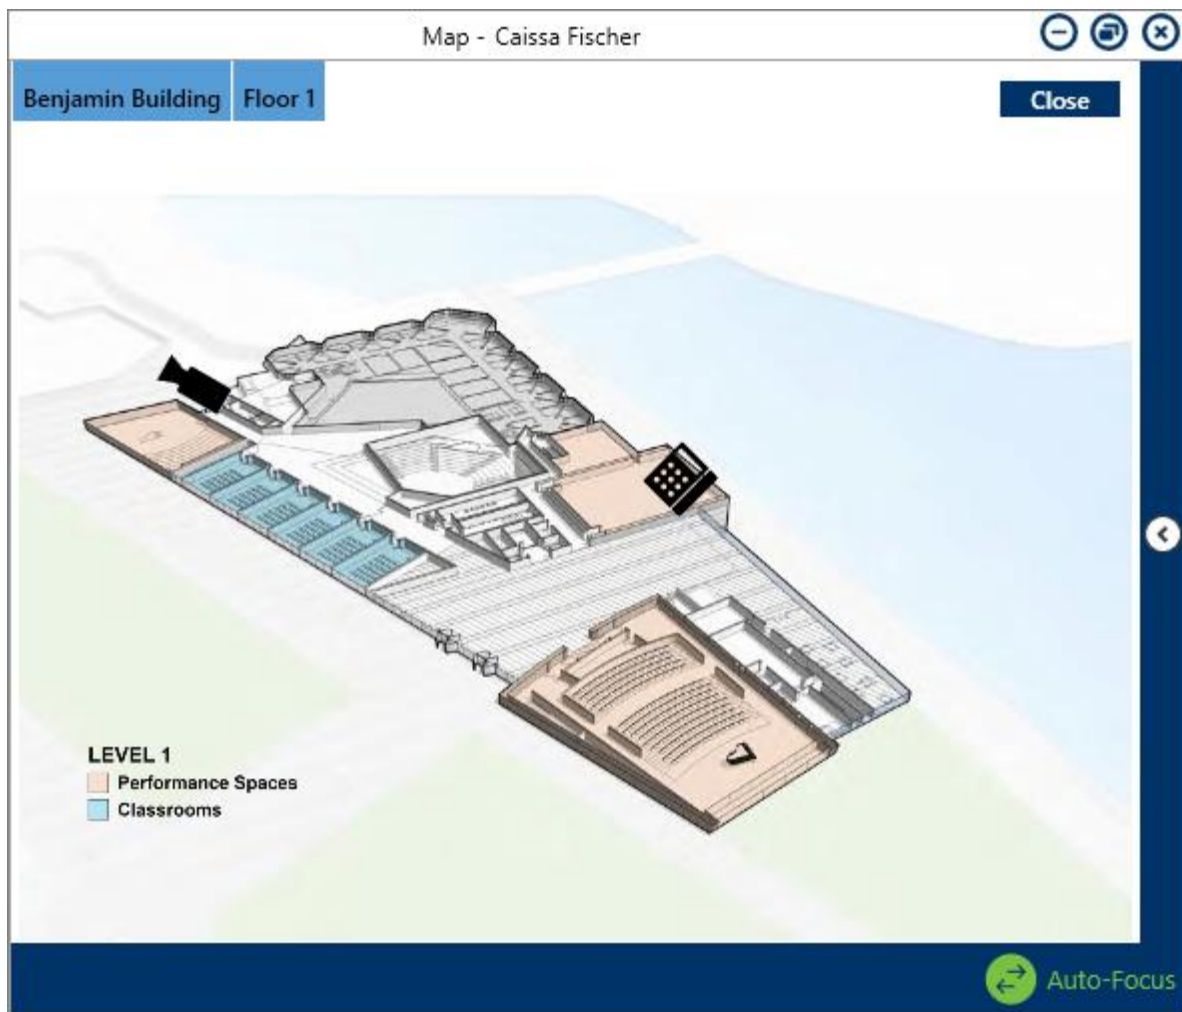 Map - Caissa Fischer
Benjamin Building Floor 1
Close
LEVEL 1
Performance Spaces
Classrooms
Auto-Focus